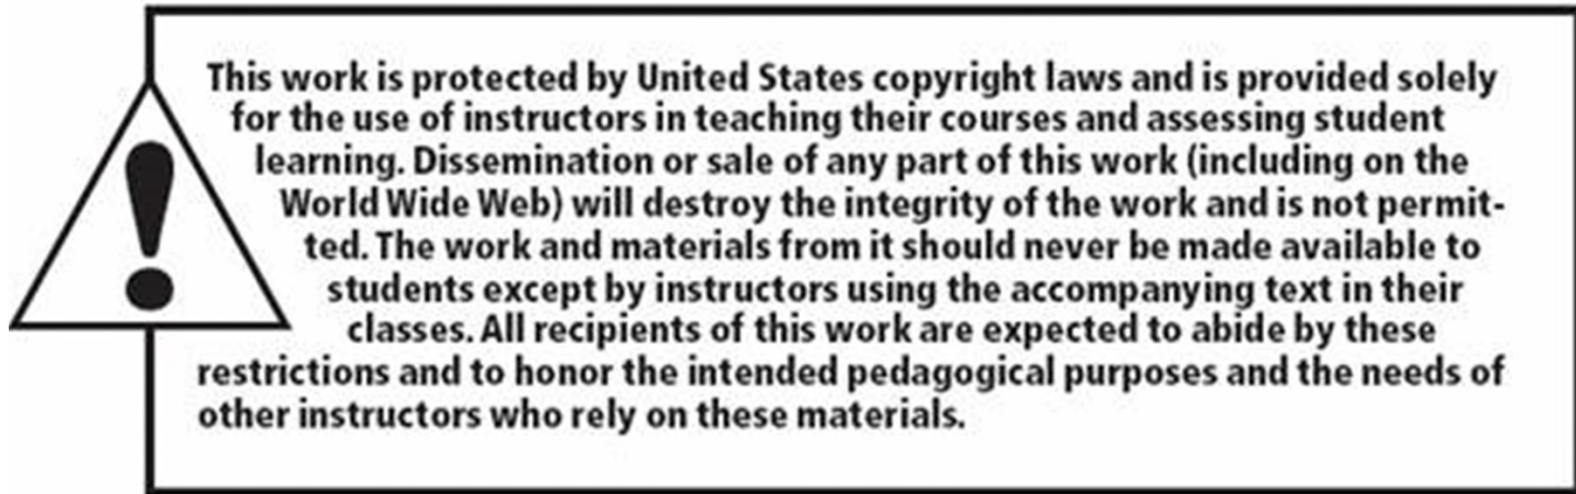 This work is protected by United States copyright laws and is provided solely
for the use of instructors in teaching their courses and assessing student
learning. Dissemination or sale of any part of this work (including on the
World Wide Web) will destroy the integrity of the work and is not permit-
ted. The work and materials from it should never be made available to
students except by instructors using the accompanying text in their
classes. All recipients of this work are expected to abide by these
restrictions and to honor the intended pedagogical purposes and the needs of
other instructors who rely on these materials.